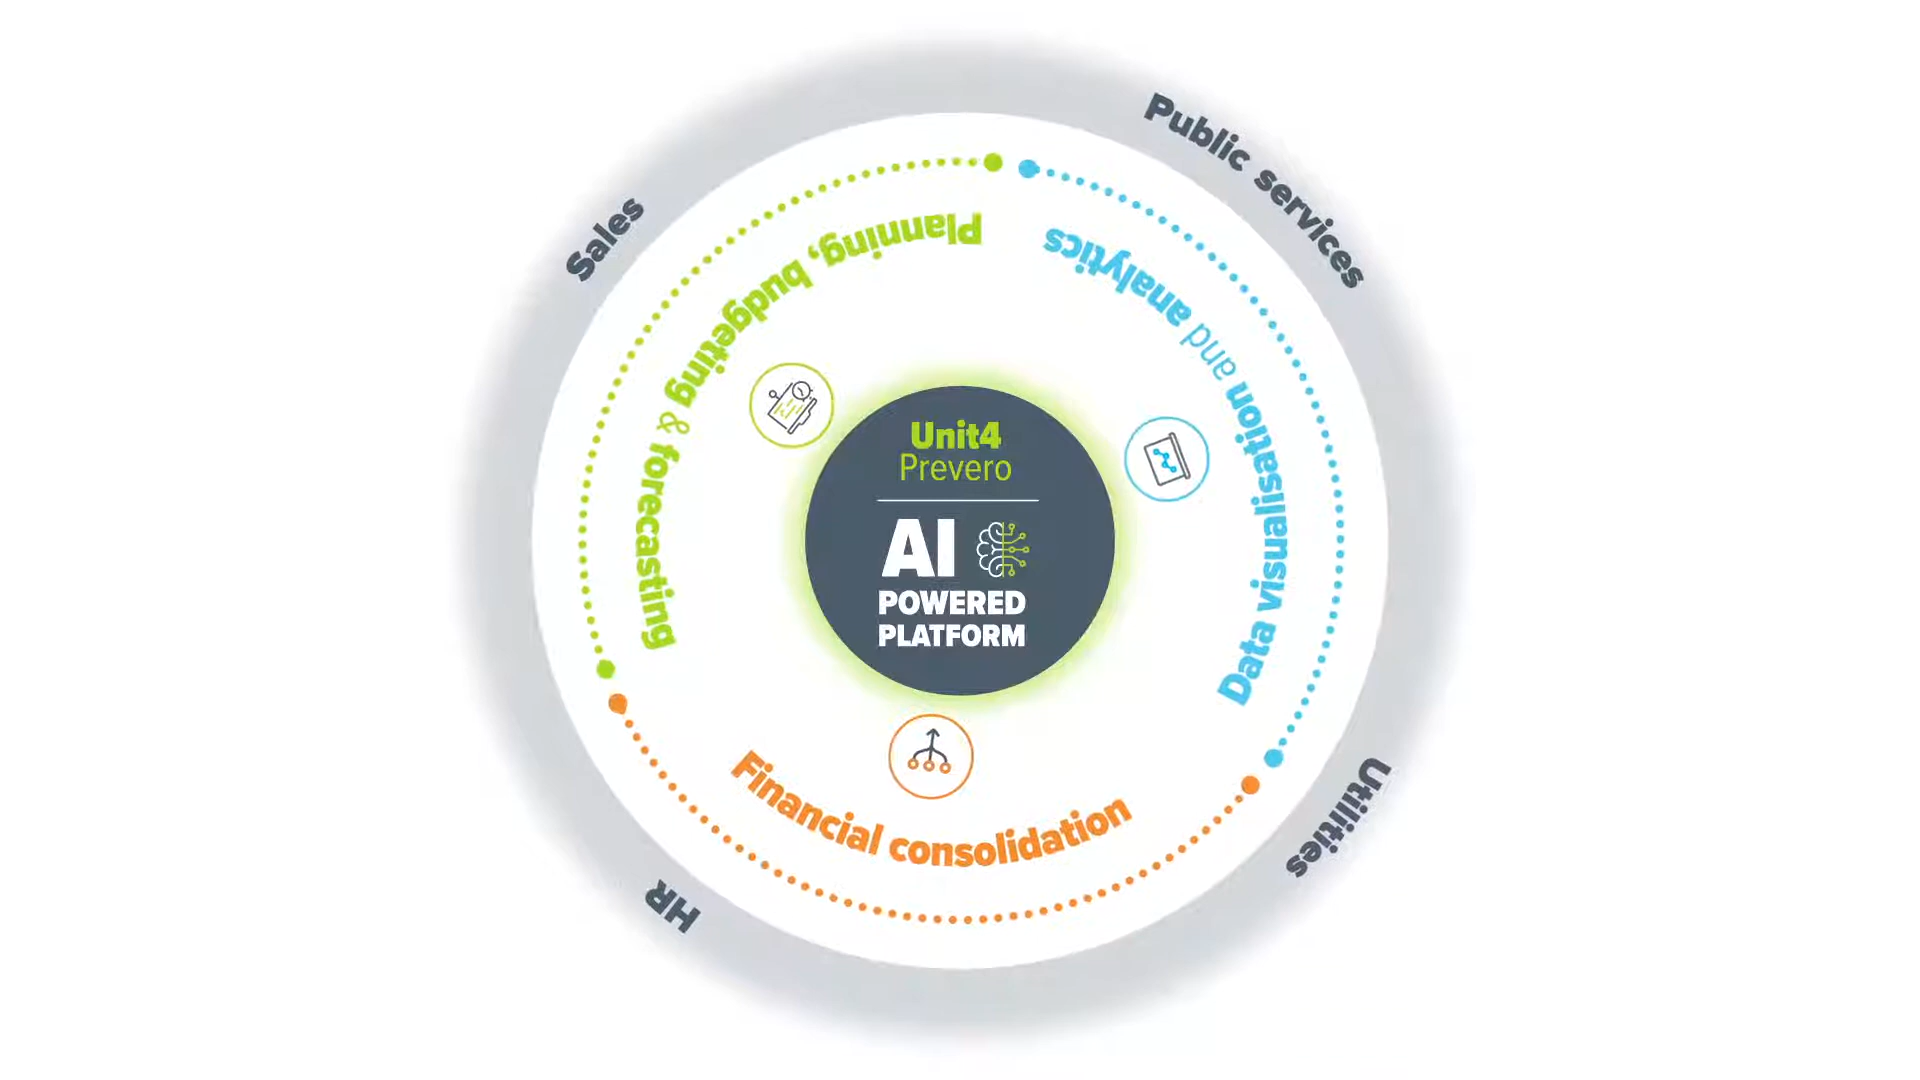 Sales
Public services
Utilities
HR
Planning, budgeting & forecasting
Data visualisation and analytics
Financial consolidation
Unit4
Prevero
AI
POWERED
PLATFORM